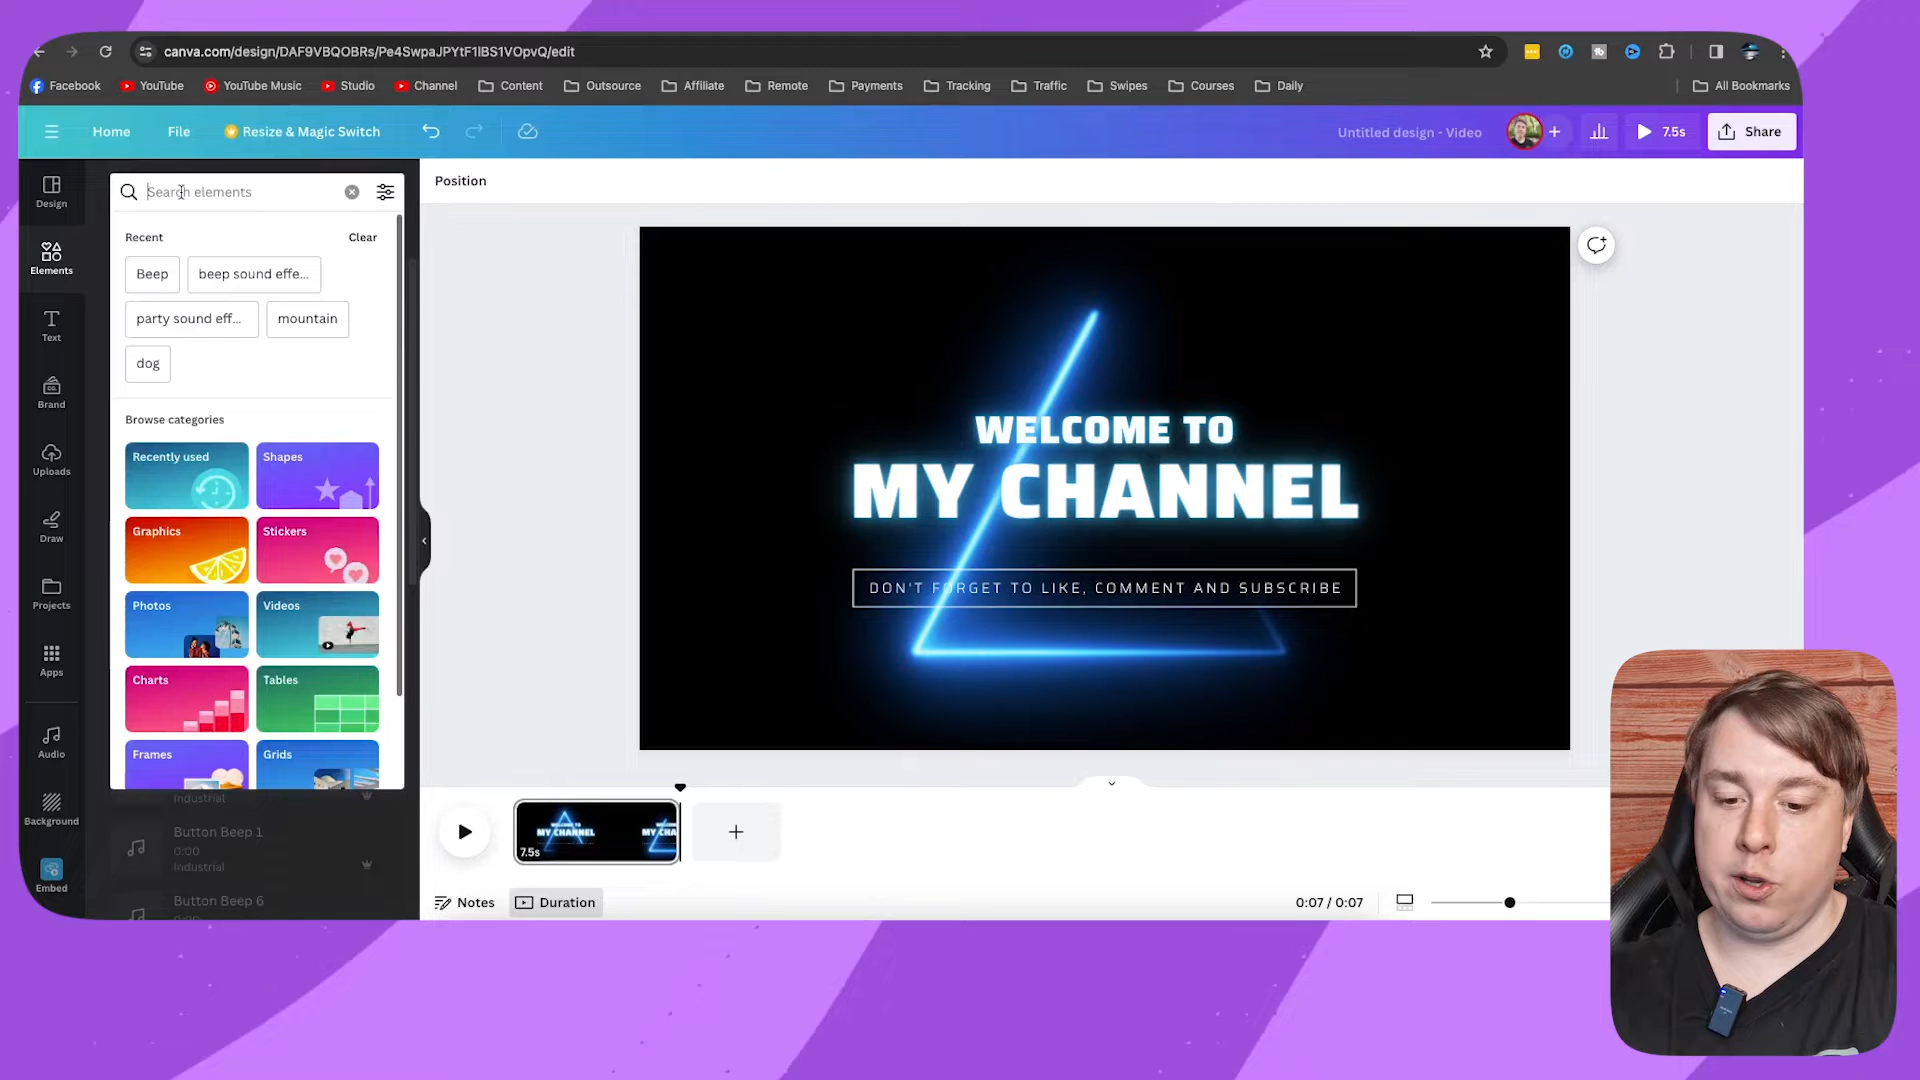 canva.com/design/DAF9VBQOBRs/Pe4SwpaJPYtF1lBS1VOpvQ/edit
Facebook YouTube YouTube Music Studio Channel Content Outsource Affiliate Remote Payments Tracking Traffic Swipes Courses Daily All Bookmarks
Home File Resize & Magic Switch Untitled design - Video 7.5s Share
Design
Elements
Text
Brand
Uploads
Draw
Projects
Apps
Audio
Background
Embed
Search elements
Recent Clear
Beep beep sound effe...
party sound eff... mountain
dog
Browse categories
Recently used Shapes
Graphics Stickers
Photos Videos
Charts Tables
Frames Grids
Industrial
Button Beep 1
0:00
Industrial
Button Beep 6
Position
WELCOME TO
MY CHANNEL
DON'T FORGET TO LIKE, COMMENT AND SUBSCRIBE
MY CHANNEL
7.5s
Notes Duration 0:07 / 0:07